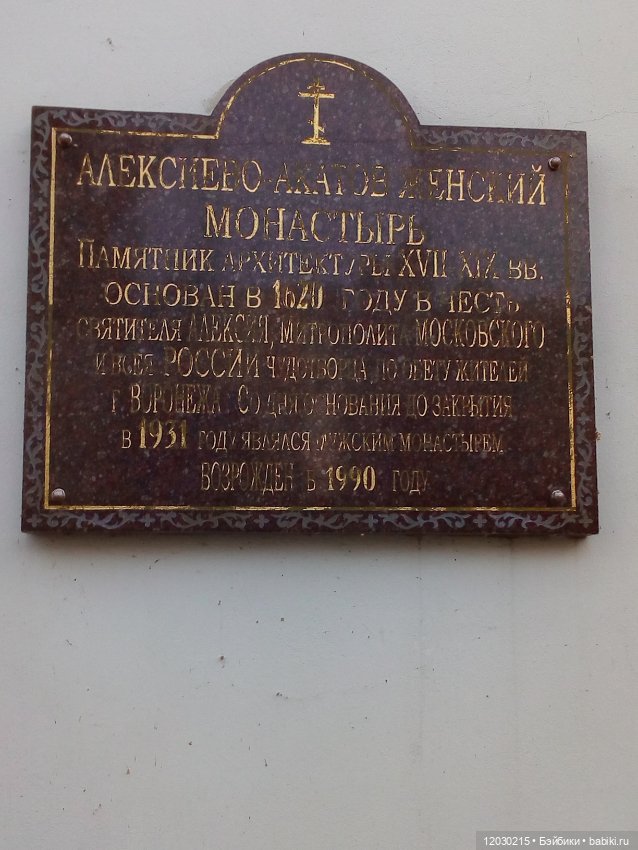 АЛЕКСИЕВО-АКАТОВ ЖЕНСКИЙ
МОНАСТЫРЬ
ПАМЯТНИК АРХИТЕКТУРЫ XVII-XIX ВВ.
ОСНОВАН В 1620 ГОДУ В ЧЕСТЬ
СВЯТИТЕЛЯ АЛЕКСИЯ, МИТРОПОЛИТА МОСКОВСКОГО
И ВСЕЯ РОССИИ ЧУДОТВОРЦА, ПО ОБЕТУ ЖИТЕЛЕЙ
Г. ВОРОНЕЖА. СО ДНЯ ОСНОВАНИЯ ДО ЗАКРЫТИЯ
В 1931 ГОДУ ЯВЛЯЛСЯ МУЖСКИМ МОНАСТЫРЕМ
ВОЗРОЖДЕН В 1990 ГОДУ
12030215 • Бэйбики • babiki.ru